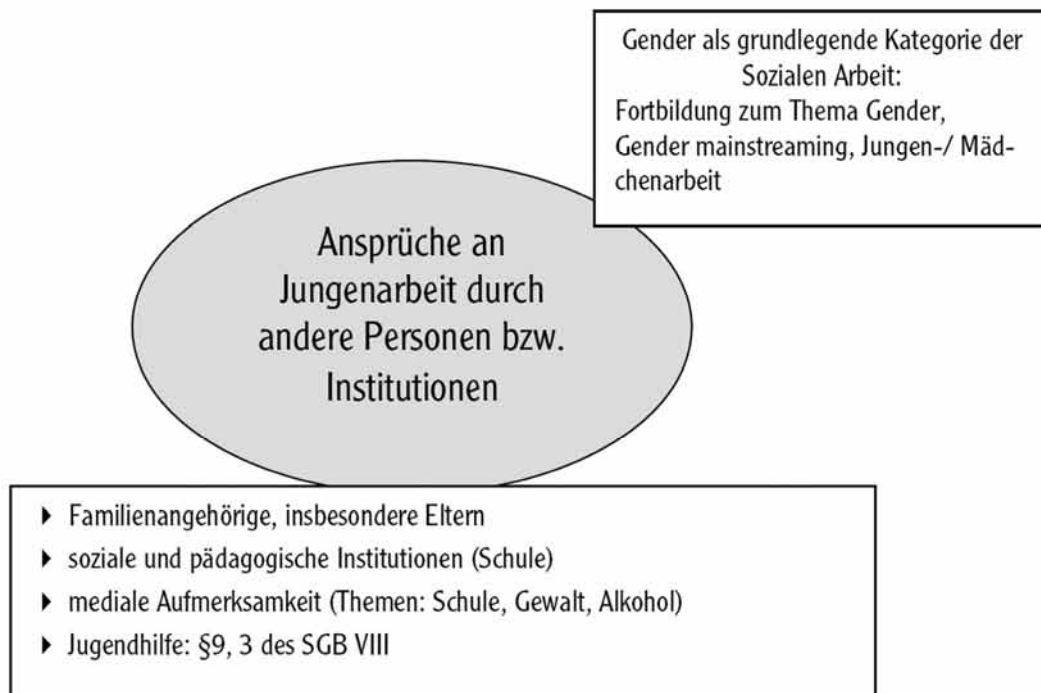 Gender als grundlegende Kategorie der
Sozialen Arbeit:
Fortbildung zum Thema Gender,
Gender mainstreaming, Jungen-/ Mäd-
chenarbeit
Ansprüche an
Jungenarbeit durch
andere Personen bzw.
Institutionen
▸ Familienangehörige, insbesondere Eltern
▸ soziale und pädagogische Institutionen (Schule)
▸ mediale Aufmerksamkeit (Themen: Schule, Gewalt, Alkohol)
▸ Jugendhilfe: §9, 3 des SGB VIII